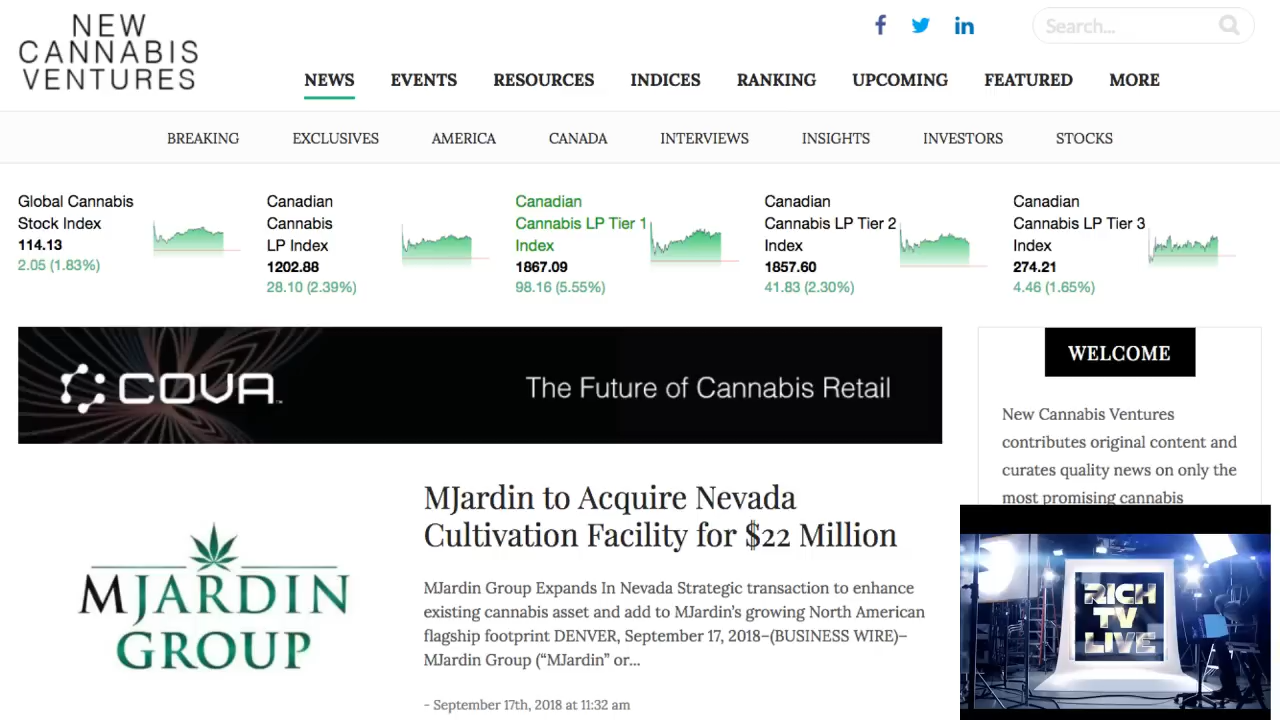 NEW
CANNABIS
VENTURES
Search...
NEWS EVENTS RESOURCES INDICES RANKING UPCOMING FEATURED MORE
BREAKING EXCLUSIVES AMERICA CANADA INTERVIEWS INSIGHTS INVESTORS STOCKS
Global Cannabis
Stock Index
114.13
2.05 (1.83%)
Canadian
Cannabis
LP Index
1202.88
28.10 (2.39%)
Canadian
Cannabis LP Tier 1
Index
1867.09
98.16 (5.55%)
Canadian
Cannabis LP Tier 2
Index
1857.60
41.83 (2.30%)
Canadian
Cannabis LP Tier 3
Index
274.21
4.46 (1.65%)
COVA™
The Future of Cannabis Retail
WELCOME
New Cannabis Ventures
contributes original content and
curates quality news on only the
most promising cannabis
MJARDIN
GROUP
MJardin to Acquire Nevada
Cultivation Facility for $22 Million
MJardin Group Expands In Nevada Strategic transaction to enhance
existing cannabis asset and add to MJardin's growing North American
flagship footprint DENVER, September 17, 2018–(BUSINESS WIRE)–
MJardin Group (“MJardin” or...
- September 17th, 2018 at 11:32 am
RICH
TV
LIVE